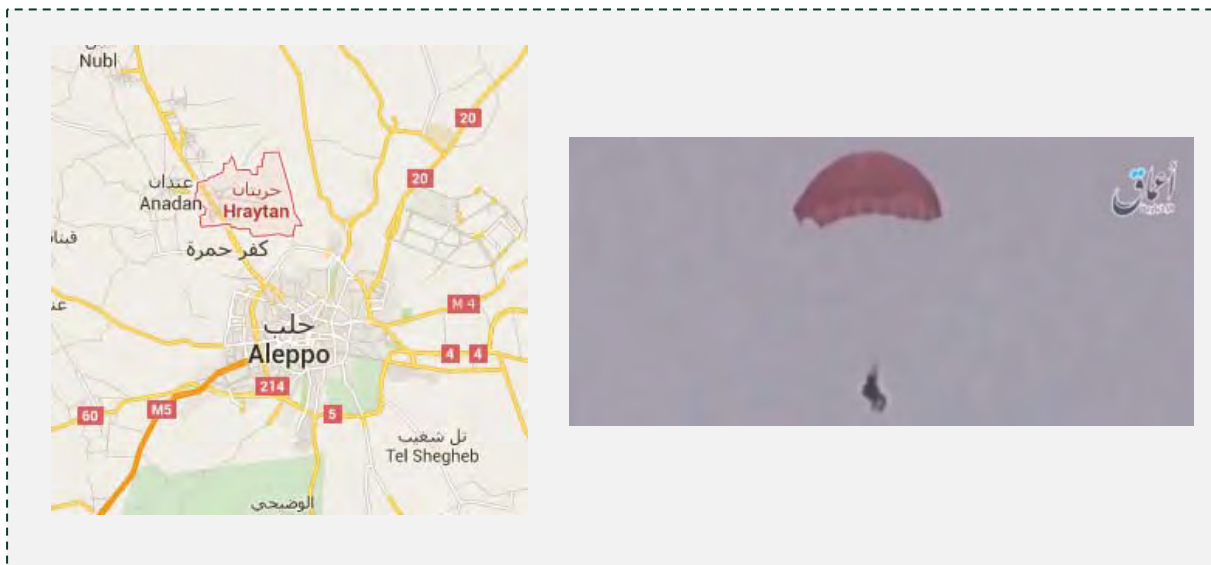 Nubl
20
20
عندان
Anadan
حريتان
Hraytan
كفر حمرة
M 4
حلب
Aleppo
4
4
214
M5
60
5
تل شغيب
Tel Shegheb
الوضيحي
أعماق